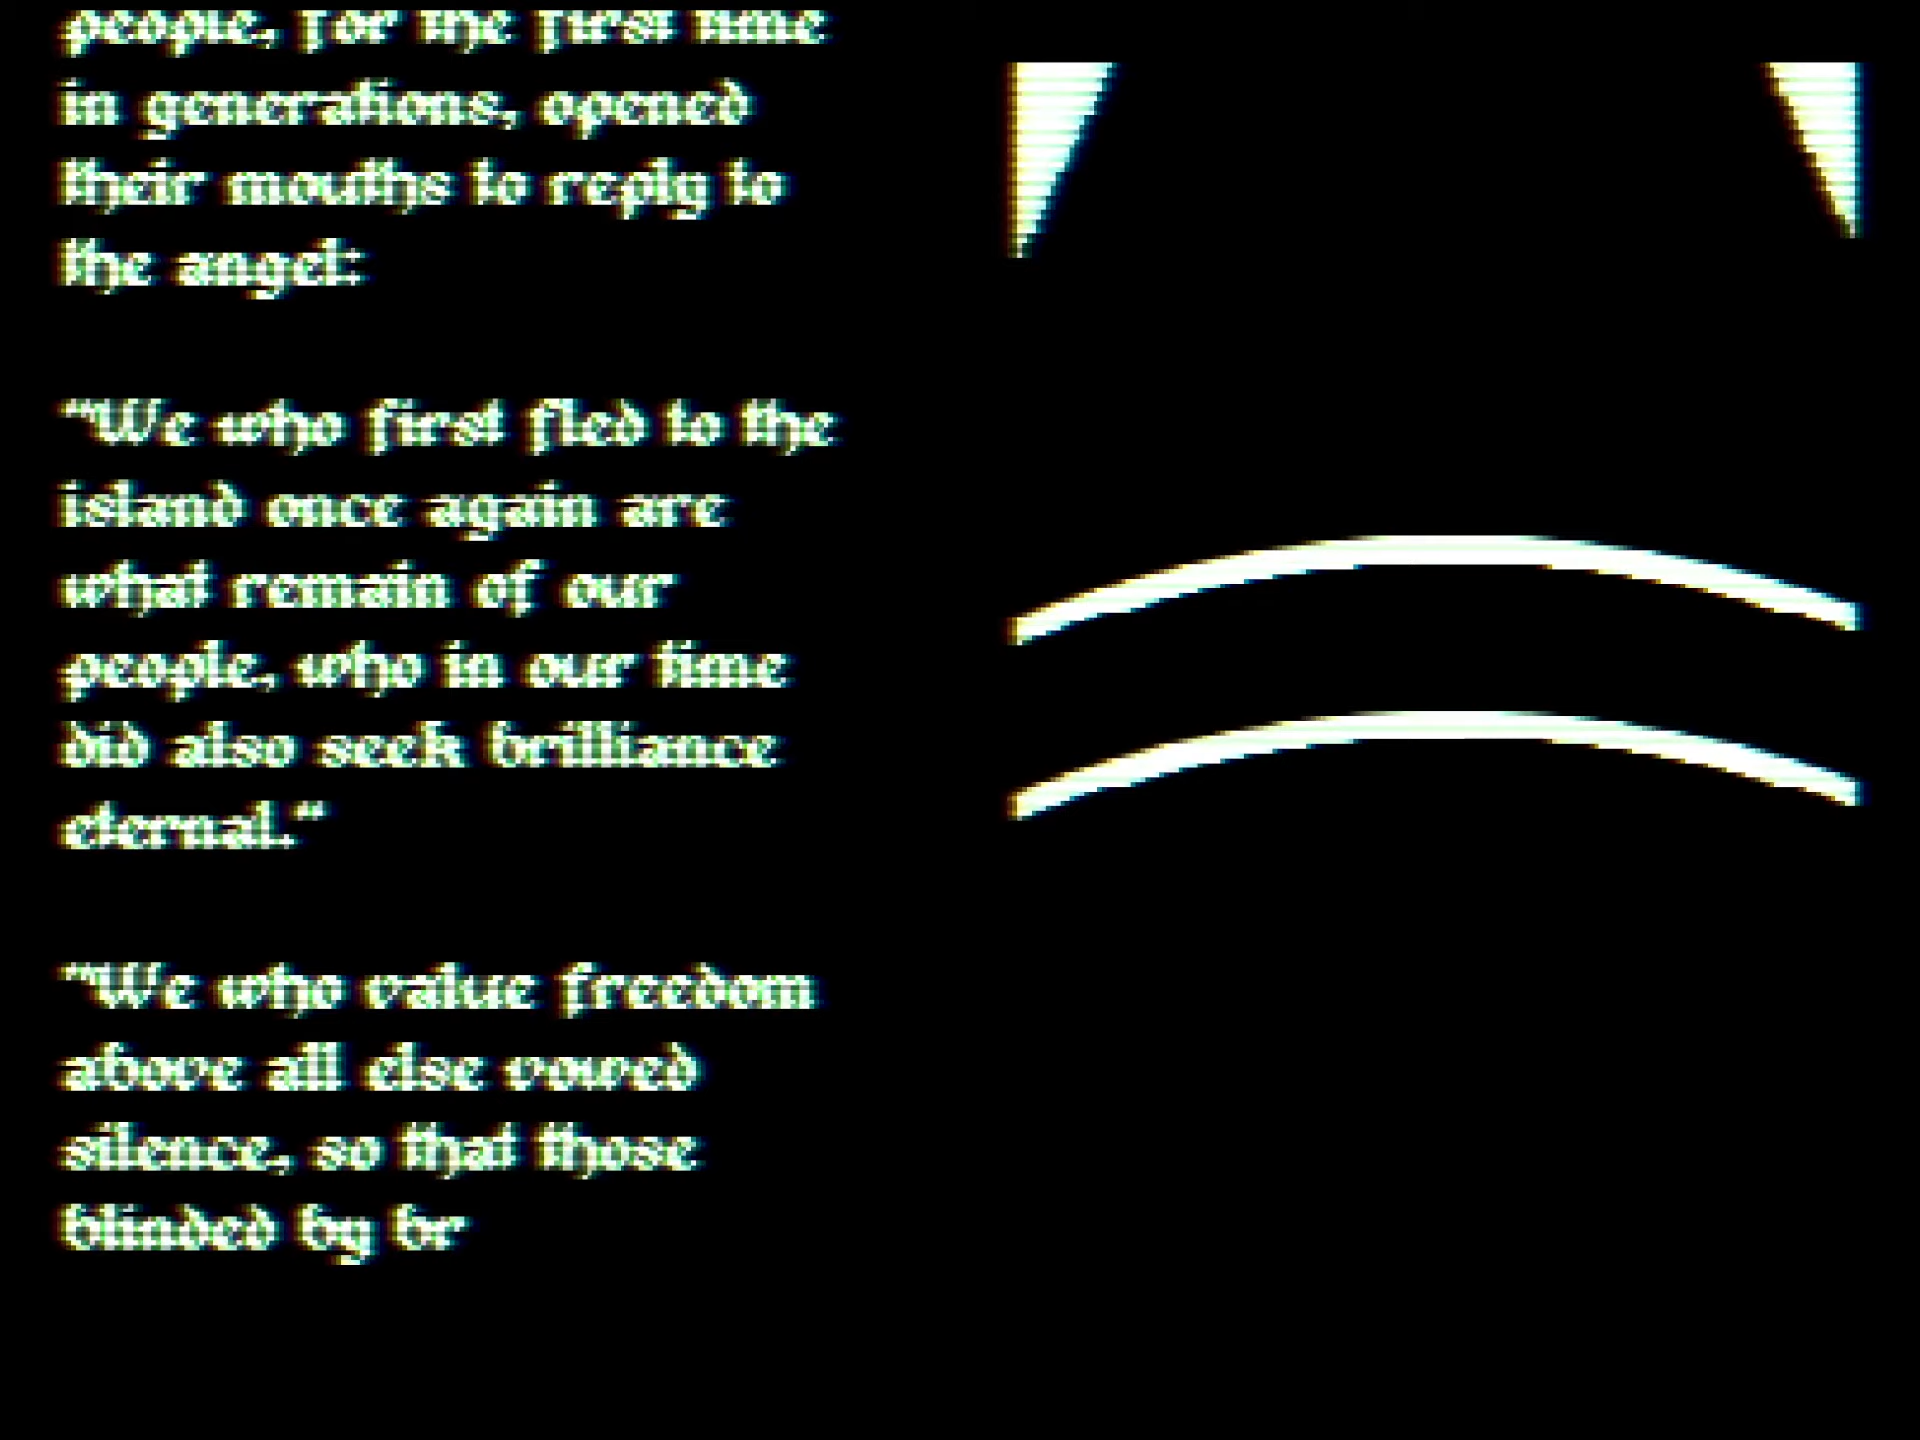 people, for the first time
in generations, opened
their mouths to reply to
the angel:
“We who first fled to the
island once again are
what remain of our
people, who in our time
did also seek brilliance
eternal.“
“We who value freedom
above all else vowed
silence, so that those
blinded by br